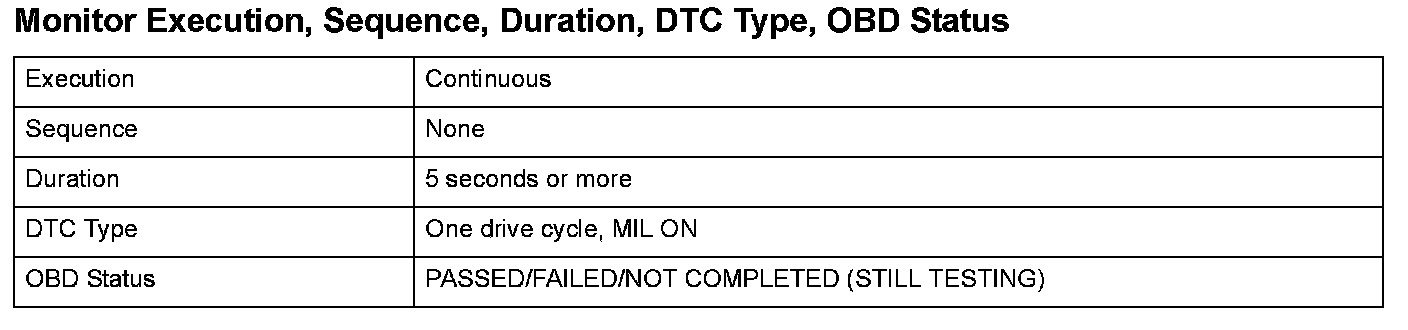 Monitor Execution, Sequence, Duration, DTC Type, OBD Status
Execution Continuous
Sequence None
Duration 5 seconds or more
DTC Type One drive cycle, MIL ON
OBD Status PASSED/FAILED/NOT COMPLETED (STILL TESTING)